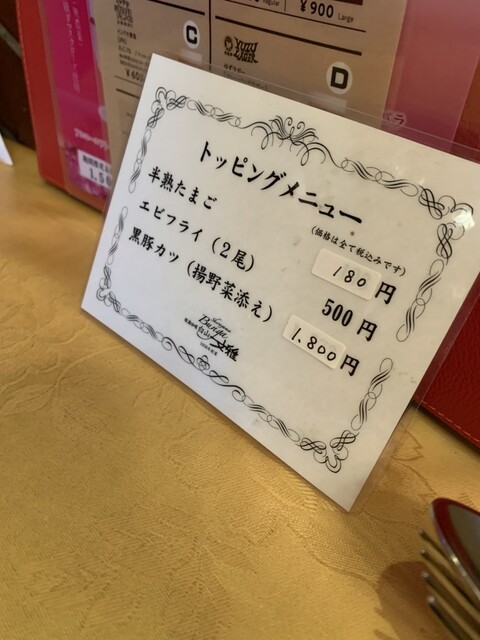 ¥900 Large
C
D
トッピングメニュー
(価格は全て税込みです)
半熟たまご 180円
エビフライ (2尾) 500円
黒豚カツ (揚野菜添え) 1.800円